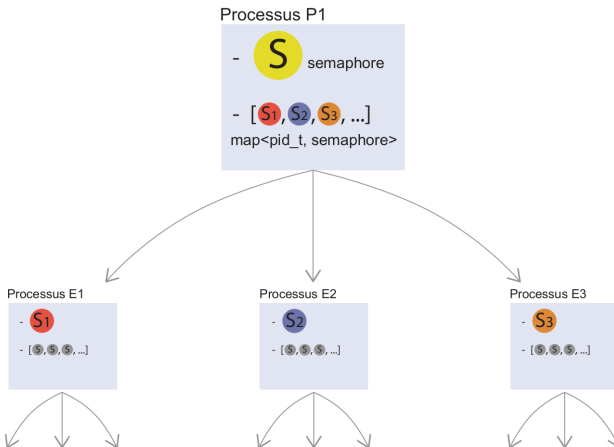 Processus P1
- S semaphore
- [S1, S2, S3, ...]
map<pid_t, semaphore>
Processus E1
- S1
- [S, S, S, ...]
Processus E2
- S2
- [S, S, S, ...]
Processus E3
- S3
- [S, S, S, ...]